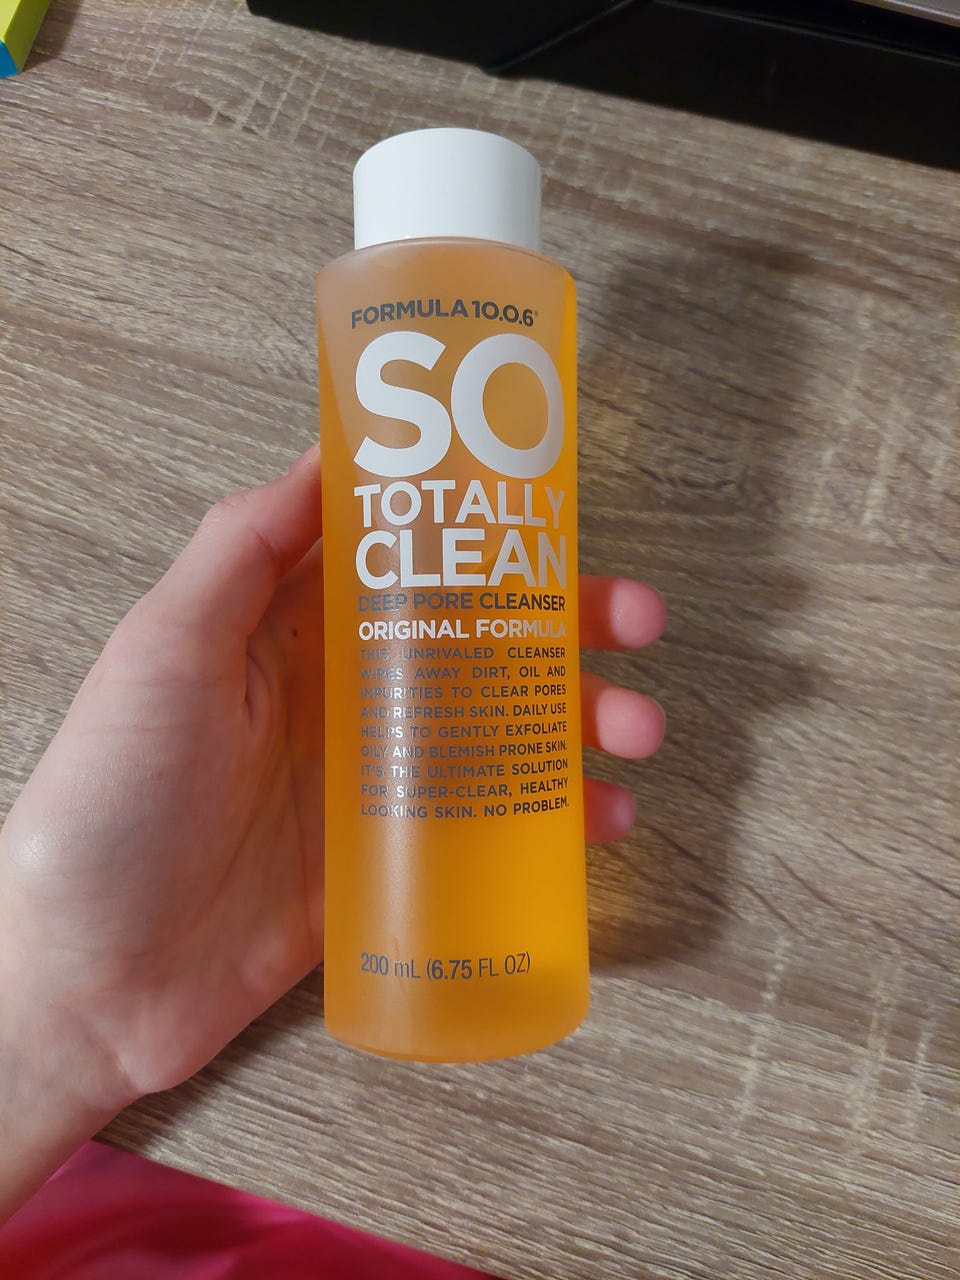 FORMULA 10.0.6®
SO
TOTALLY
CLEAN
DEEP PORE CLEANSER
ORIGINAL FORMULA
THIS UNRIVALED CLEANSER
WIPES AWAY DIRT, OIL AND
IMPURITIES TO CLEAR PORES
AND REFRESH SKIN. DAILY USE
HELPS TO GENTLY EXFOLIATE
OILY AND BLEMISH PRONE SKIN.
IT'S THE ULTIMATE SOLUTION
FOR SUPER-CLEAR, HEALTHY
LOOKING SKIN. NO PROBLEM.
200 mL (6.75 FL OZ)